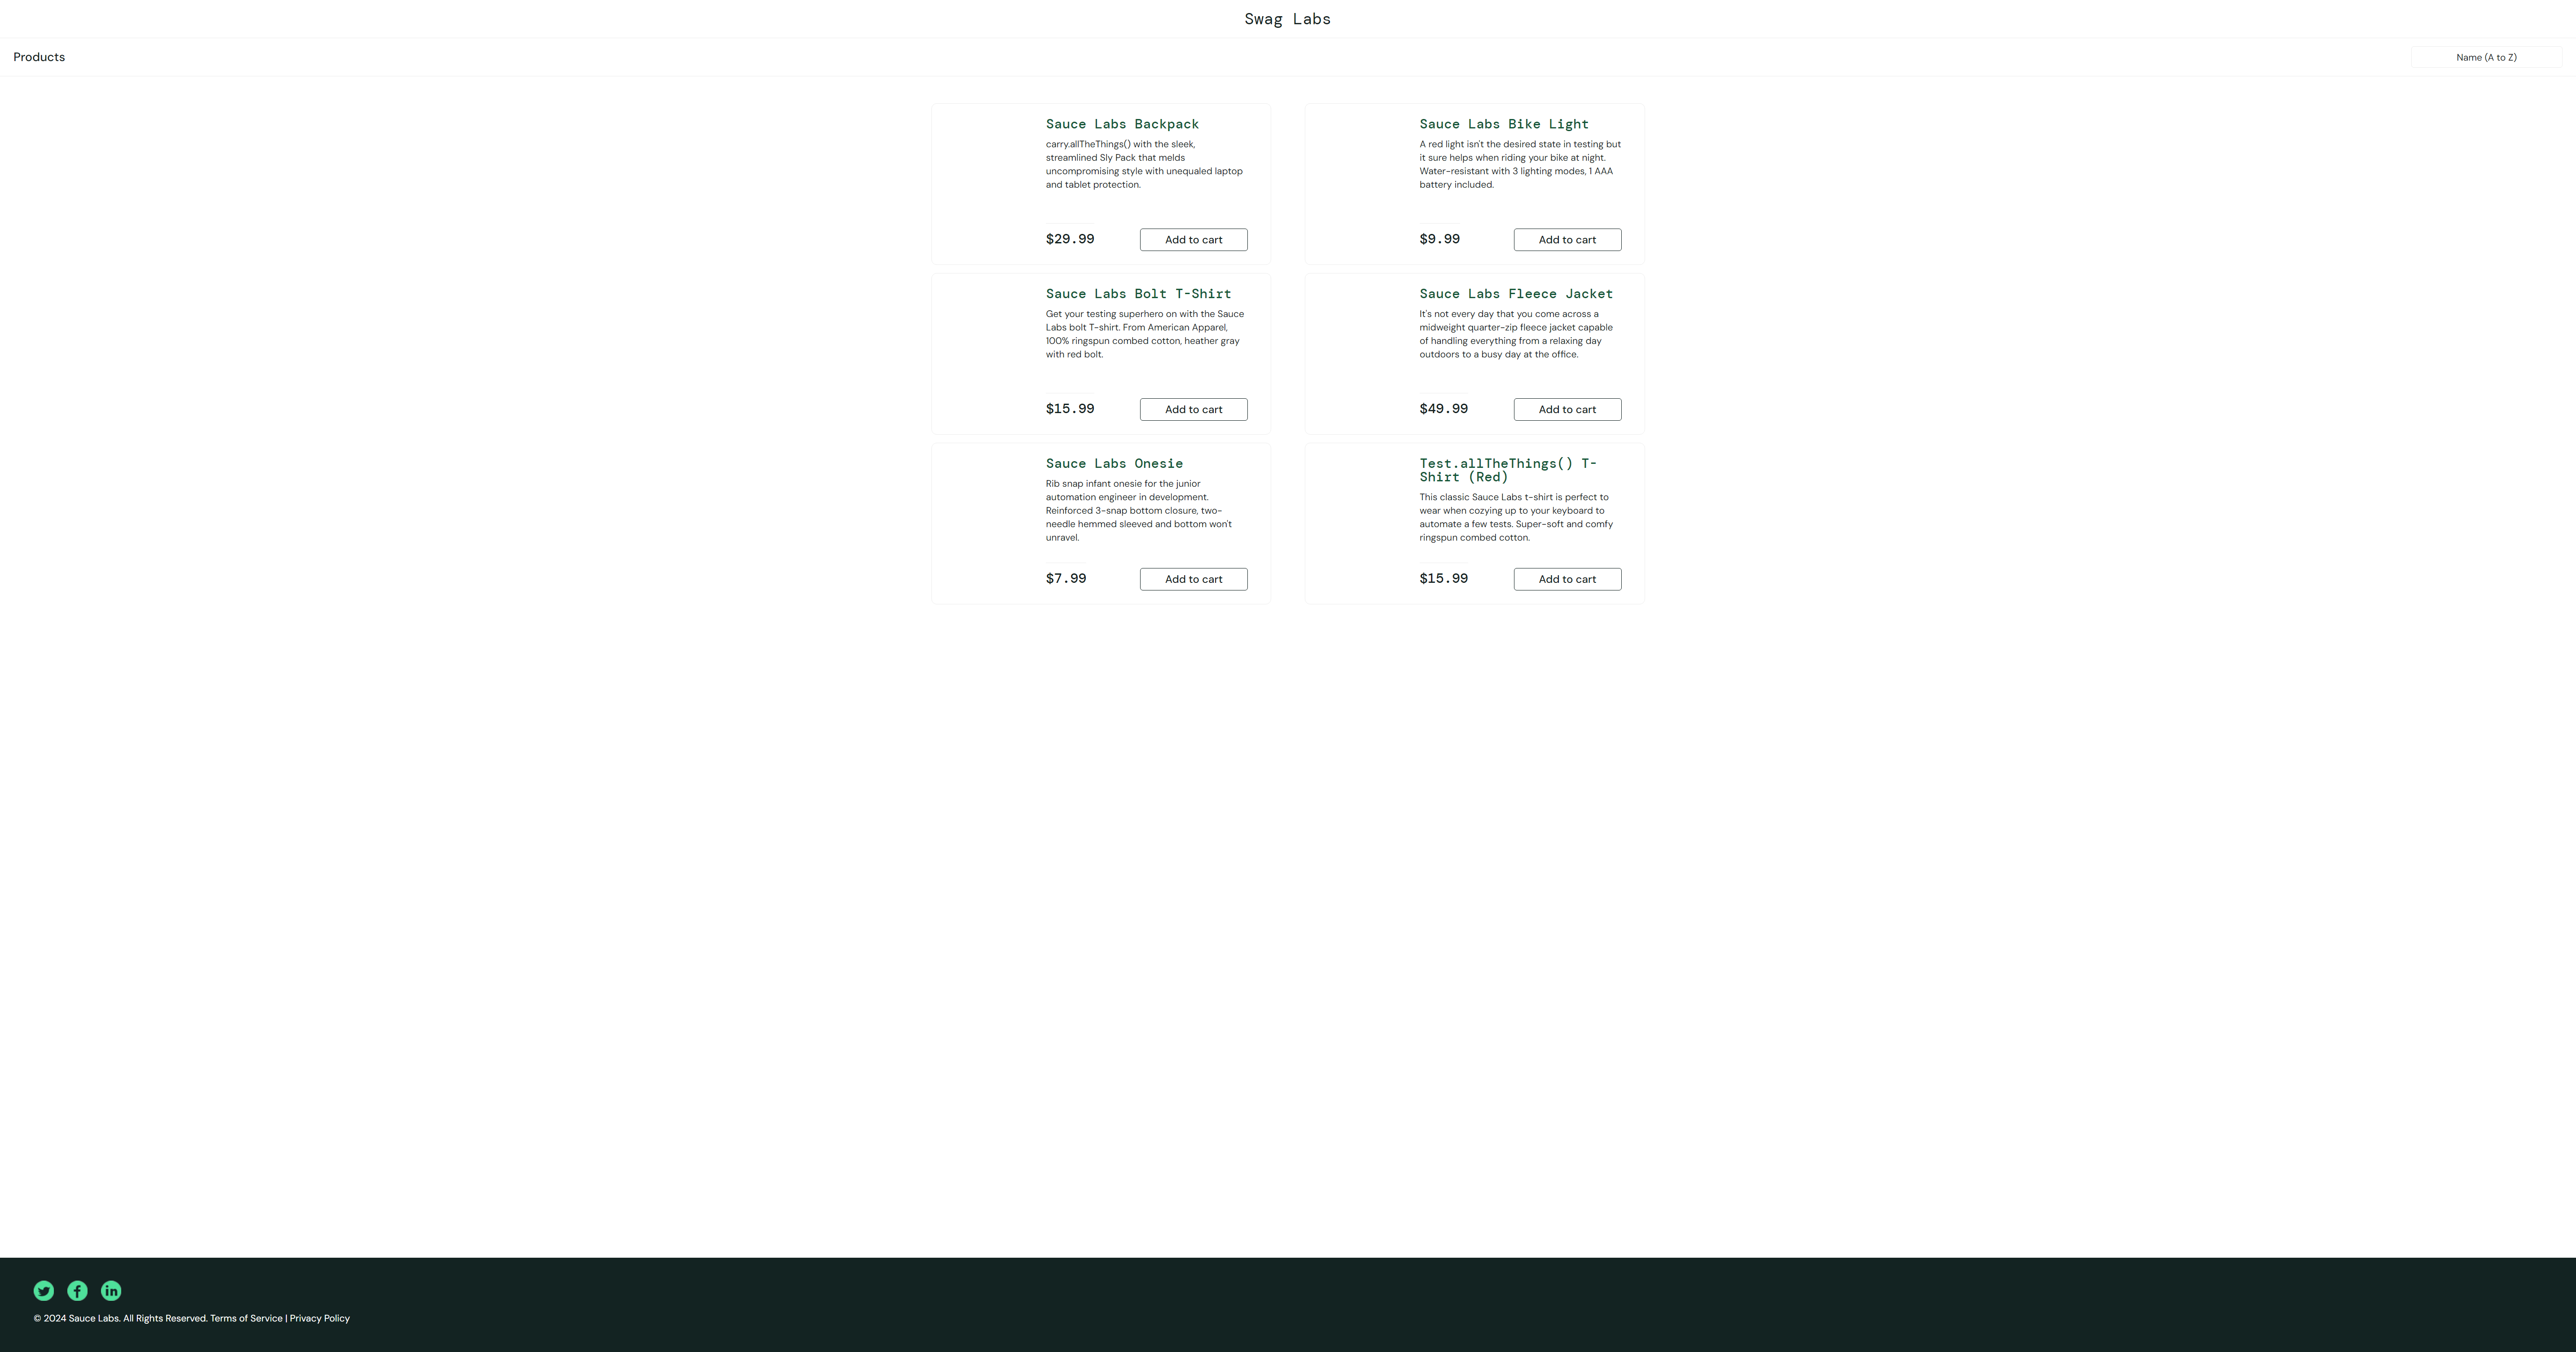 Swag Labs
Products
Name (A to Z)
Sauce Labs Backpack
carry.allTheThings() with the sleek,
streamlined Sly Pack that melds
uncompromising style with unequaled laptop
and tablet protection.
$29.99
Add to cart
Sauce Labs Bike Light
A red light isn't the desired state in testing but
it sure helps when riding your bike at night.
Water-resistant with 3 lighting modes, 1 AAA
battery included.
$9.99
Add to cart
Sauce Labs Bolt T-Shirt
Get your testing superhero on with the Sauce
Labs bolt T-shirt. From American Apparel,
100% ringspun combed cotton, heather gray
with red bolt.
$15.99
Add to cart
Sauce Labs Fleece Jacket
It's not every day that you come across a
midweight quarter-zip fleece jacket capable
of handling everything from a relaxing day
outdoors to a busy day at the office.
$49.99
Add to cart
Sauce Labs Onesie
Rib snap infant onesie for the junior
automation engineer in development.
Reinforced 3-snap bottom closure, two-
needle hemmed sleeved and bottom won't
unravel.
$7.99
Add to cart
Test.allTheThings() T-
Shirt (Red)
This classic Sauce Labs t-shirt is perfect to
wear when cozying up to your keyboard to
automate a few tests. Super-soft and comfy
ringspun combed cotton.
$15.99
Add to cart
© 2024 Sauce Labs. All Rights Reserved. Terms of Service | Privacy Policy